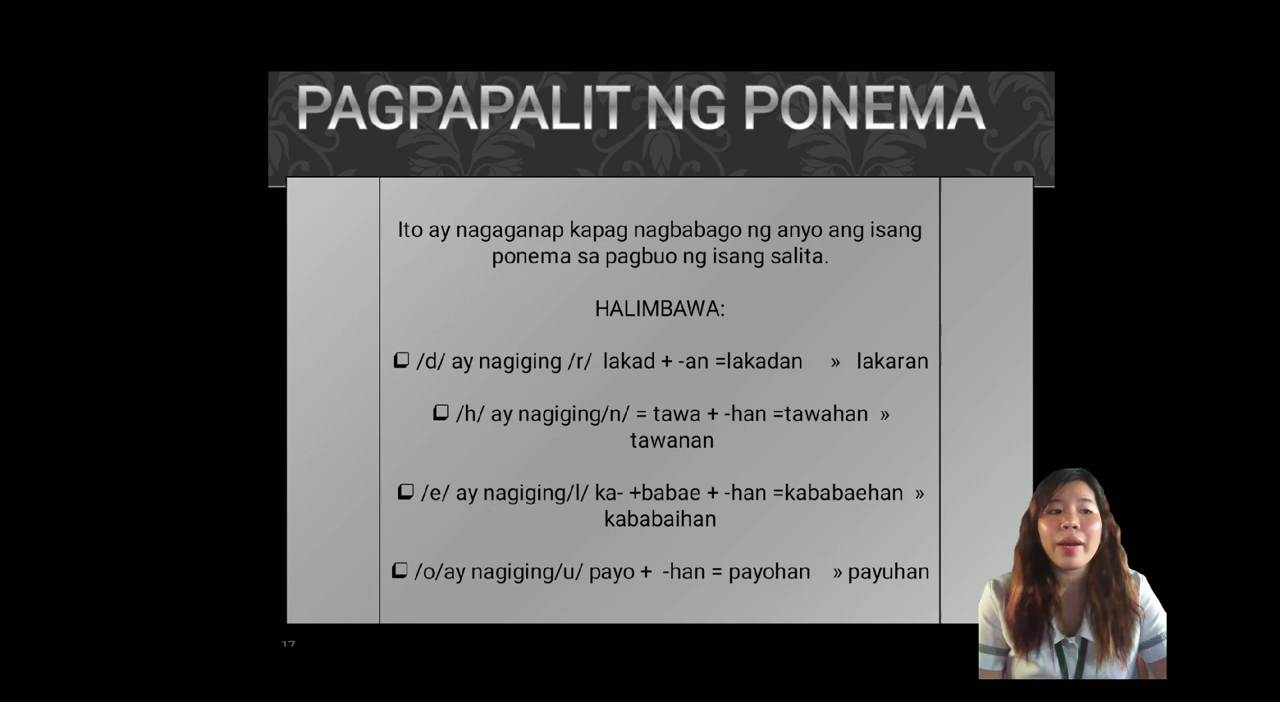 PAGPAPALIT NG PONEMA
Ito ay nagaganap kapag nagbabago ng anyo ang isang
ponema sa pagbuo ng isang salita.
HALIMBAWA:
❑ /d/ ay nagiging /r/ lakad + -an =lakadan » lakaran
❑ /h/ ay nagiging/n/ = tawa + -han =tawahan »
tawanan
❑ /e/ ay nagiging/l/ ka- +babae + -han =kababaehan »
kababaihan
❑ /o/ay nagiging/u/ payo + -han = payohan » payuhan
17